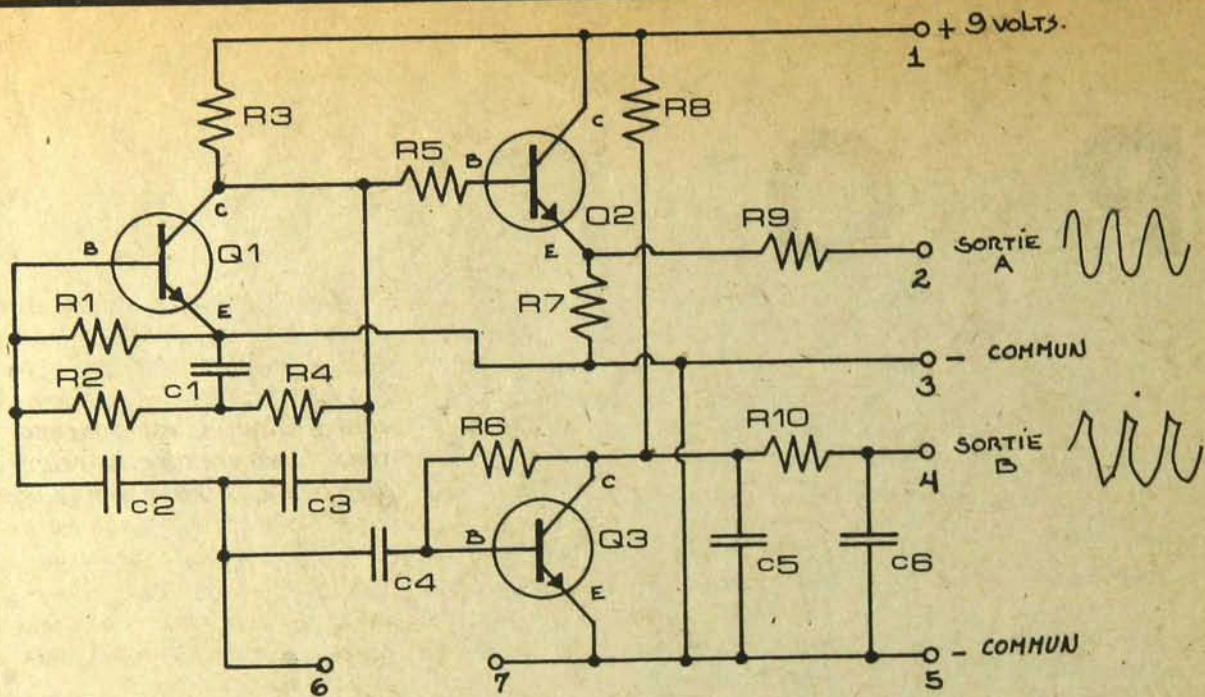 + 9 VOLTS.
1
R3
R8
C
R5
B
C
Q2
B
Q1
E
R9
2
SORTIE
A
R1
E
R7
R2
c1
R4
3
- COMMUN
R6
R10
SORTIE
B
4
c2
c3
C
B
Q3
c4
E
c5
c6
6
7
5
- COMMUN